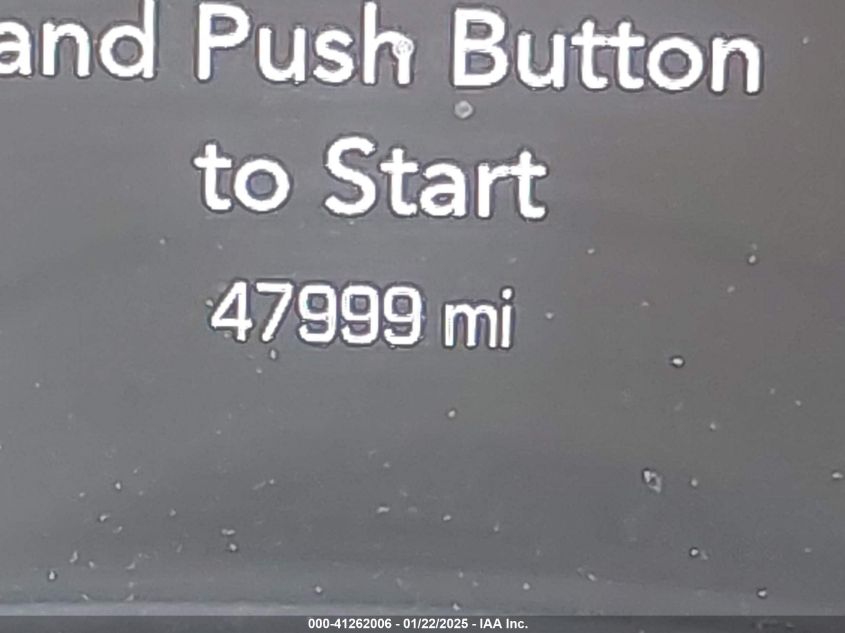 and Push Button
to Start
47999 mi
000-41262006 - 01/22/2025 - IAA Inc.